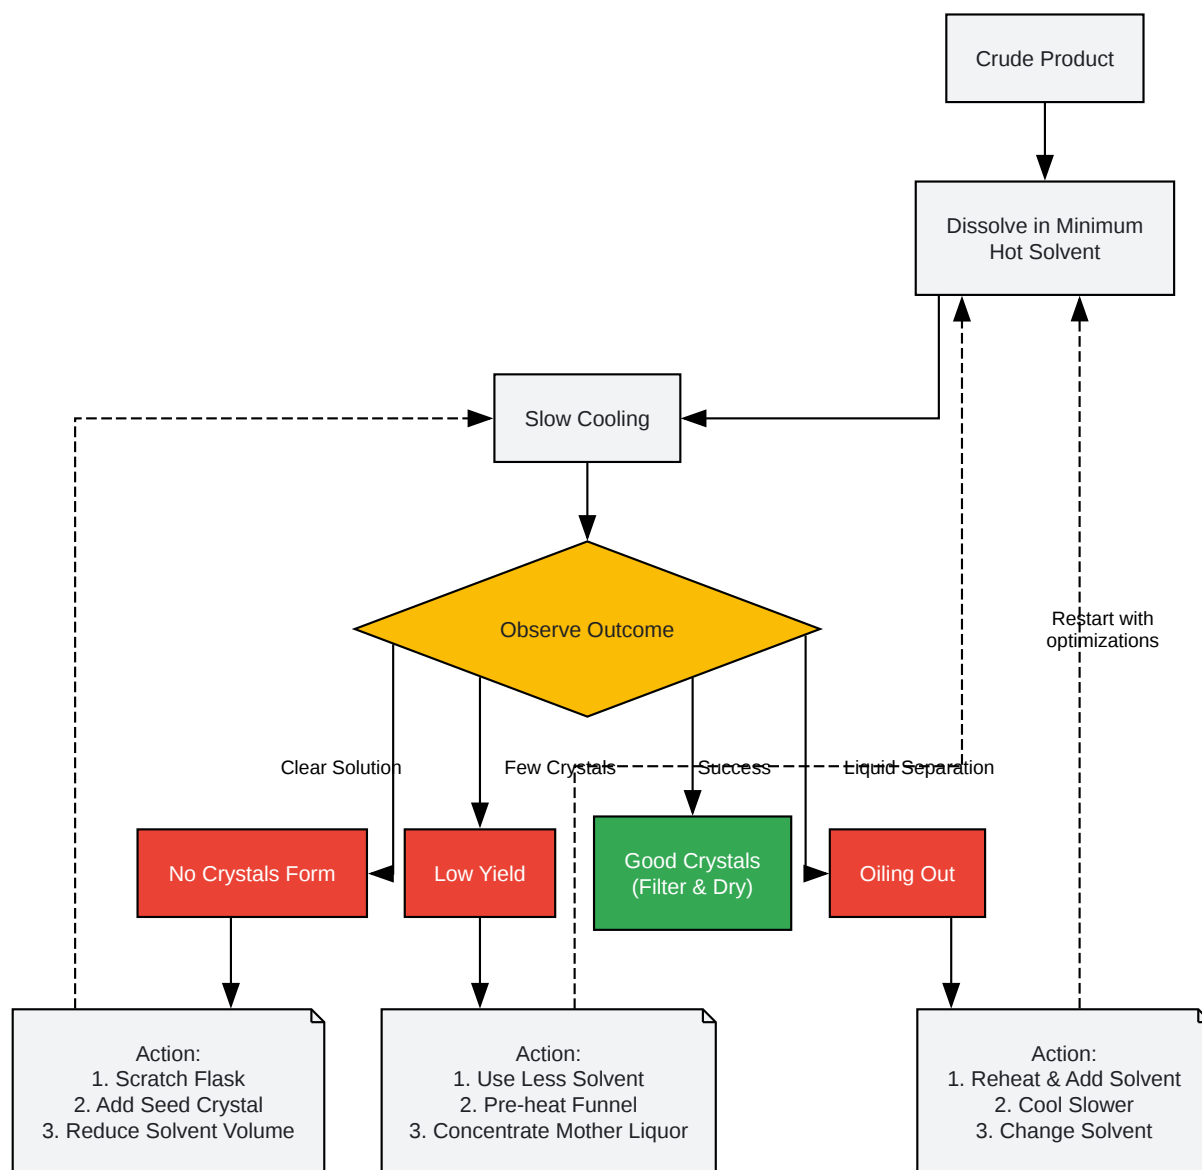 Crude Product
Dissolve in Minimum
Hot Solvent
Slow Cooling
Observe Outcome
Restart with
optimizations
Clear Solution
Few Crystals
Success
Liquid Separation
No Crystals Form
Low Yield
Good Crystals
(Filter & Dry)
Oiling Out
Action:
1. Scratch Flask
2. Add Seed Crystal
3. Reduce Solvent Volume
Action:
1. Use Less Solvent
2. Pre-heat Funnel
3. Concentrate Mother Liquor
Action:
1. Reheat & Add Solvent
2. Cool Slower
3. Change Solvent